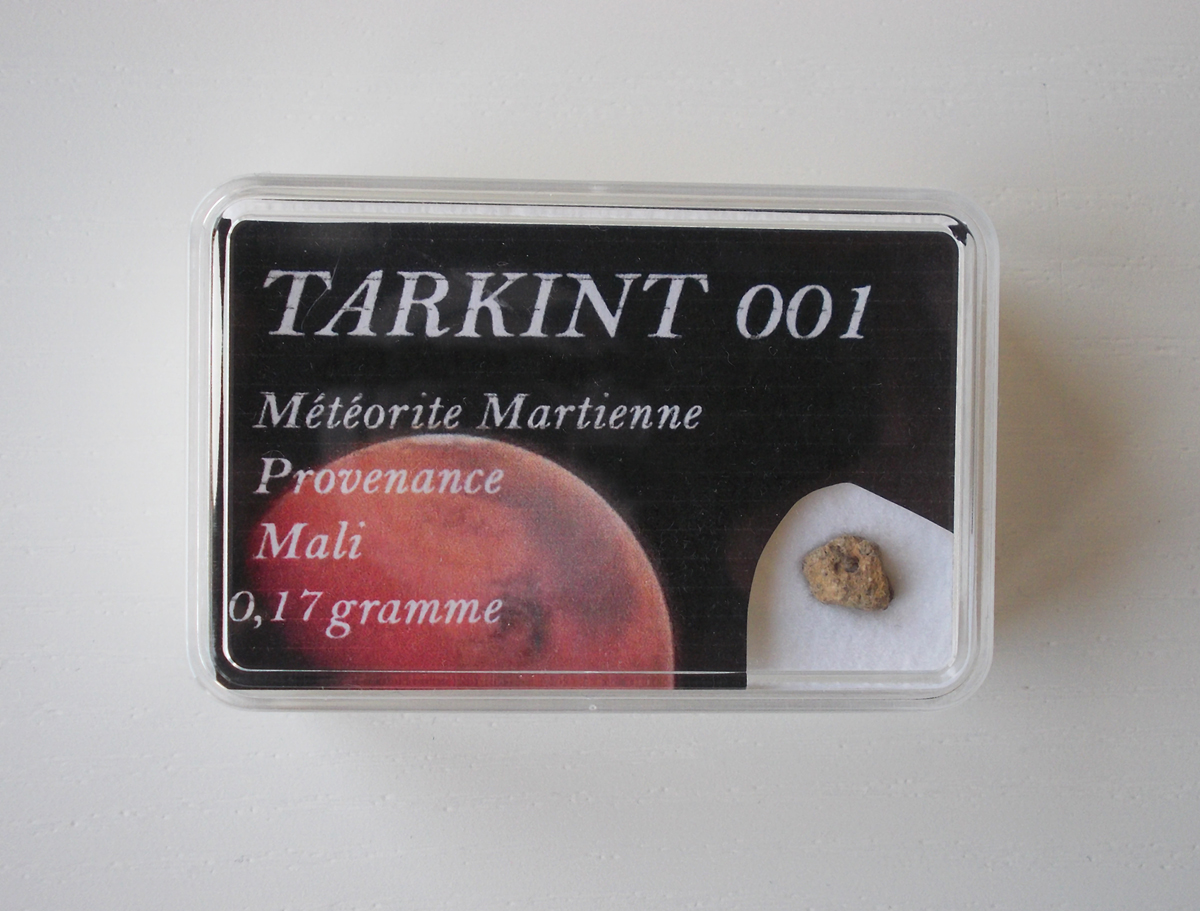 TARKINT 001
Météorite Martienne
Provenance
Mali
0,17 gramme